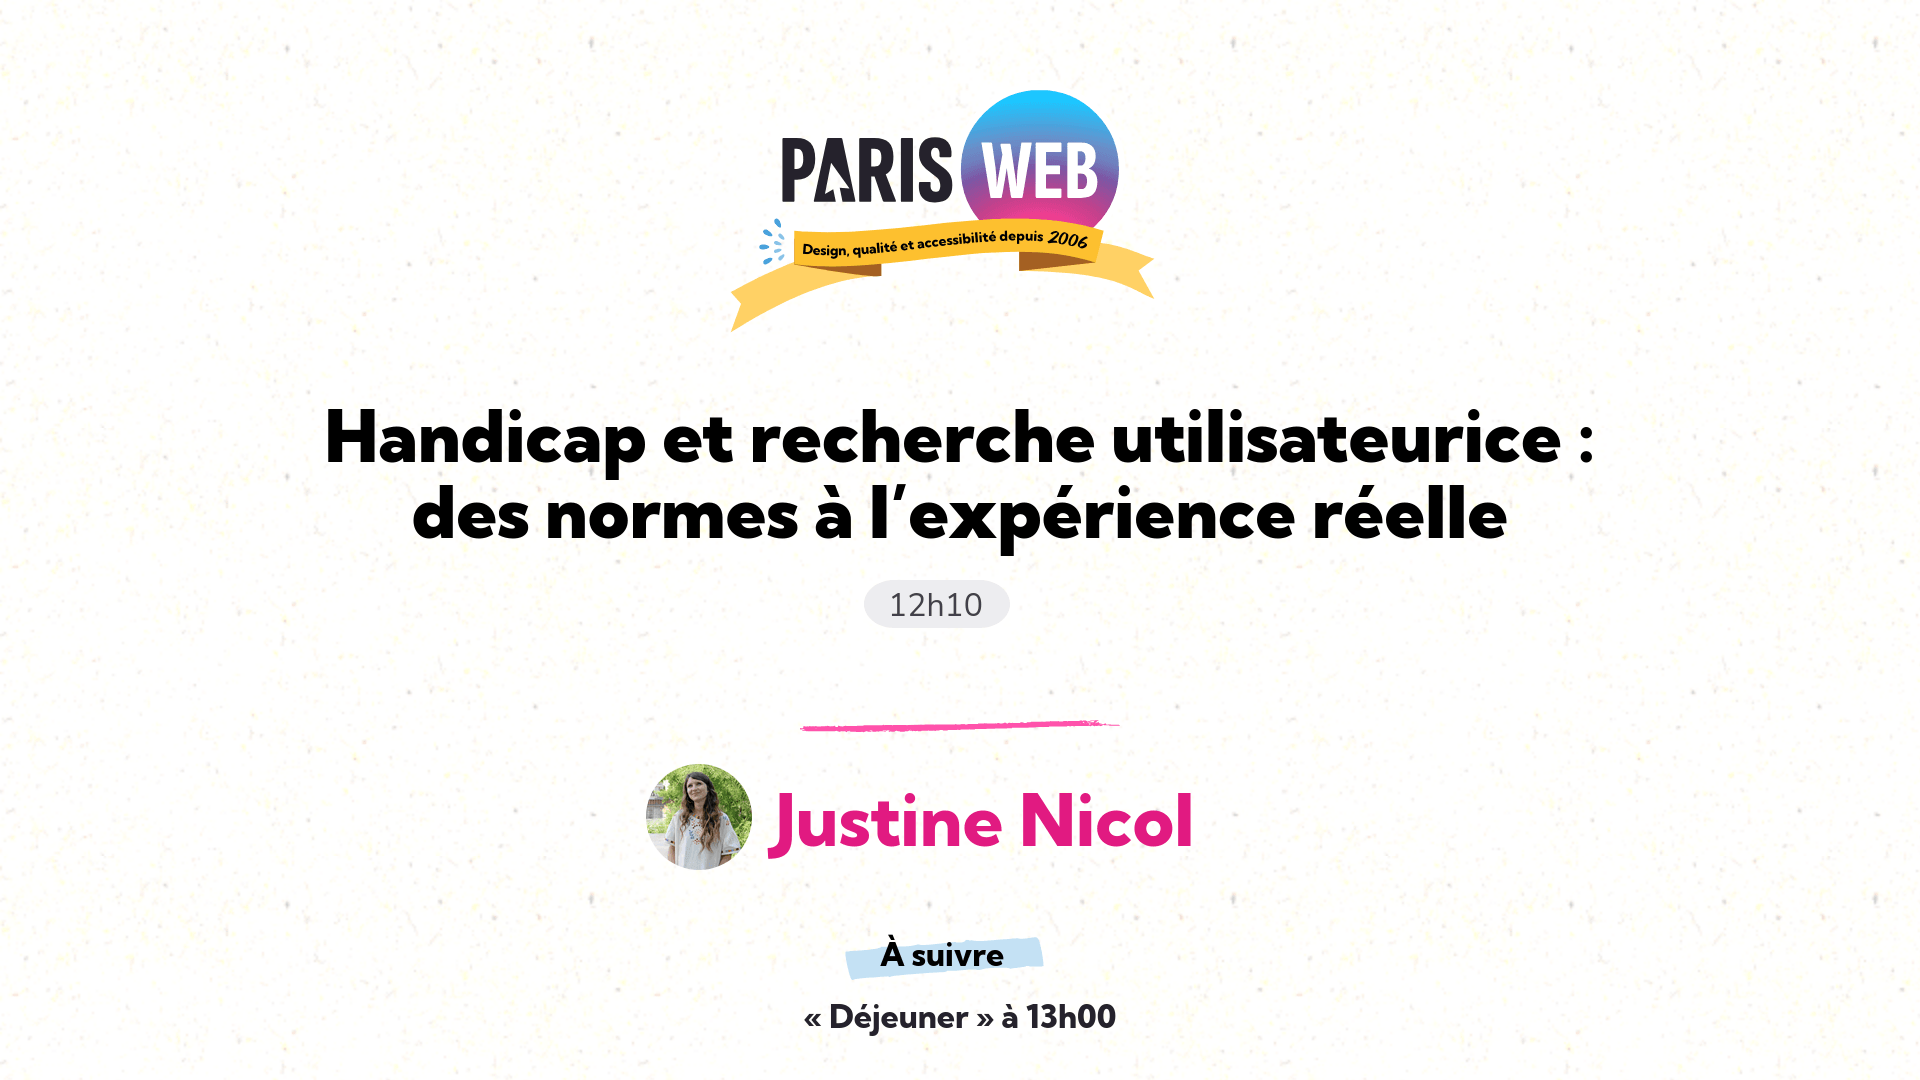 PARIS WEB
Design, qualité et accessibilité depuis 2006
Handicap et recherche utilisateurice :
des normes à l’expérience réelle
12h10
Justine Nicol
À suivre
« Déjeuner » à 13h00